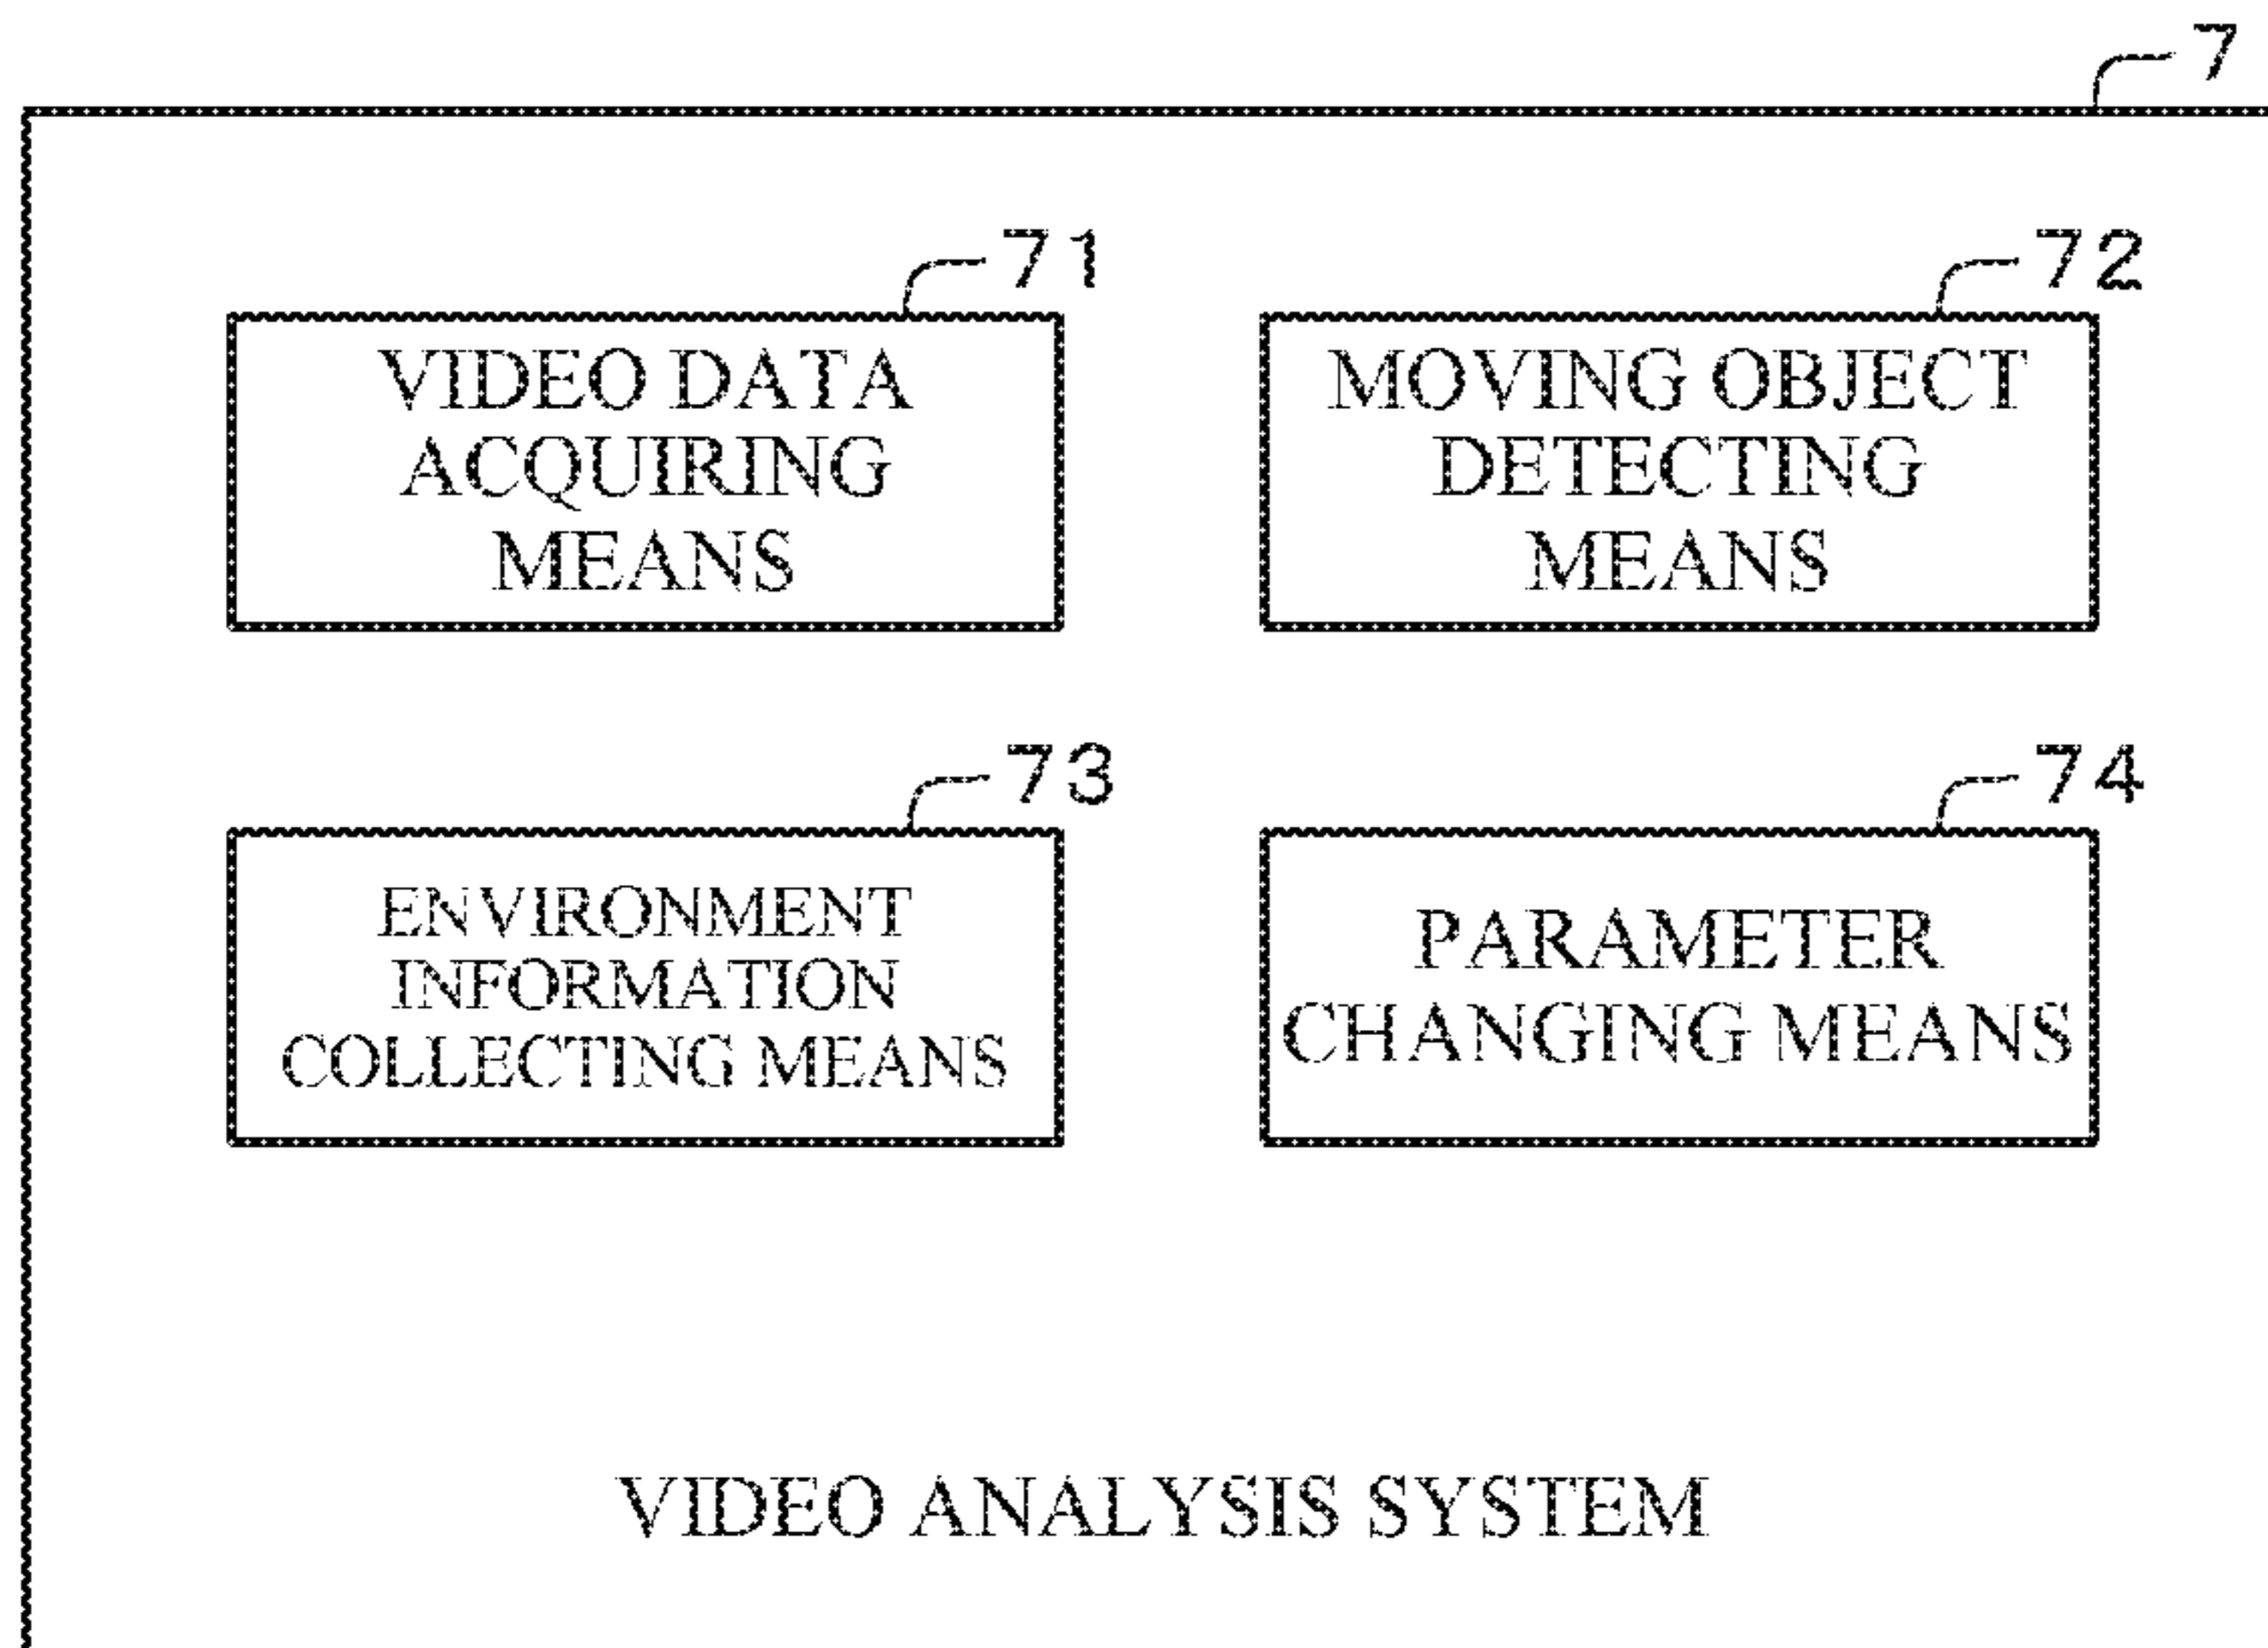 7
71
VIDEO DATA
ACQUIRING
MEANS
72
MOVING OBJECT
DETECTING
MEANS
73
ENVIRONMENT
INFORMATION
COLLECTING MEANS
74
PARAMETER
CHANGING MEANS
VIDEO ANALYSIS SYSTEM